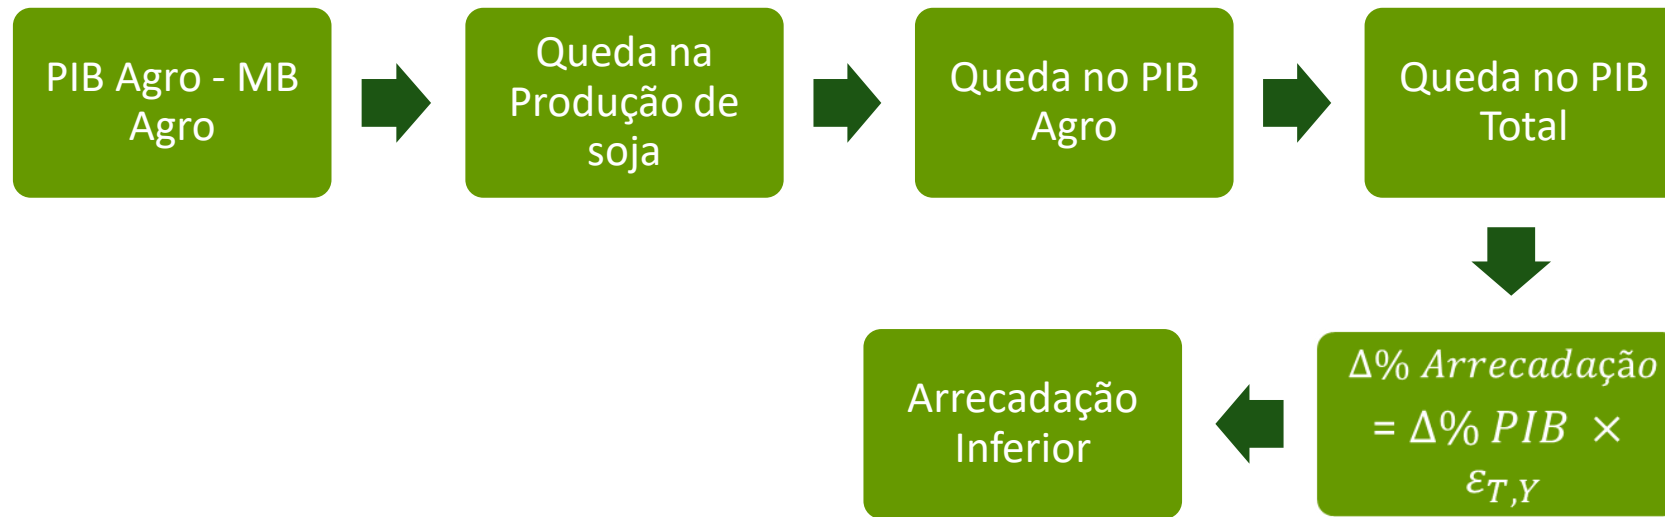 PIB Agro - MB
Agro
Queda na
Produção de
soja
Queda no PIB
Agro
Queda no PIB
Total
Δ% Arrecadação
= Δ% PIB ×
ε_{T,Y}
Arrecadação
Inferior